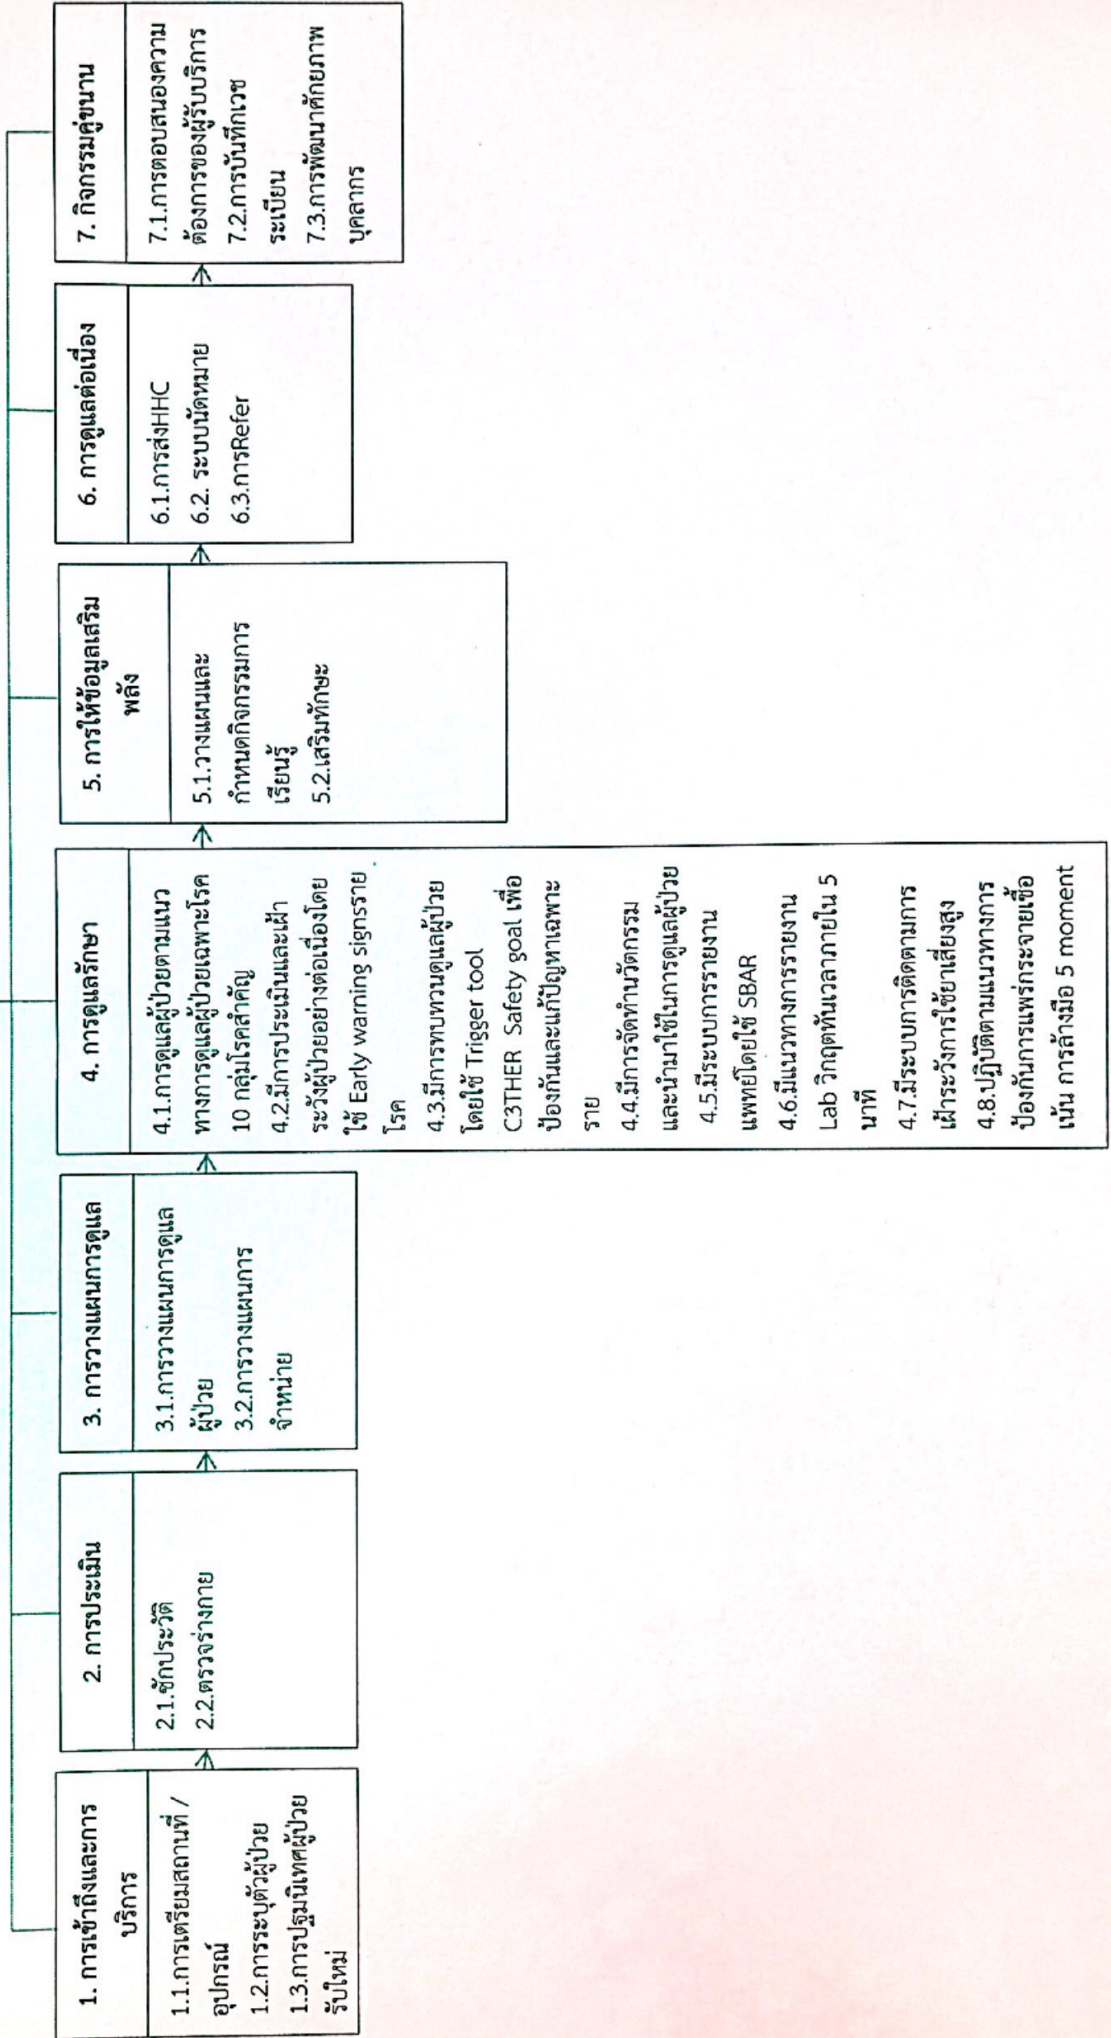 1. การเข้าถึงและการ
บริการ
1.1.การเตรียมสถานที่ /
อุปกรณ์
1.2.การระบุตัวผู้ป่วย
1.3.การปฐมนิเทศผู้ป่วย
รับใหม่
2. การประเมิน
2.1.ซักประวัติ
2.2.ตรวจร่างกาย
3. การวางแผนการดูแล
3.1.การวางแผนการดูแล
ผู้ป่วย
3.2.การวางแผนการ
จำหน่าย
4. การดูแลรักษา
4.1.การดูแลผู้ป่วยตามแนว
ทางการดูแลผู้ป่วยเฉพาะโรค
10 กลุ่มโรคสำคัญ
4.2.มีการประเมินและเฝ้า
ระวังผู้ป่วยอย่างต่อเนื่องโดย
ใช้ Early warning signsราย
โรค
4.3.มีการทบทวนดูแลผู้ป่วย
โดยใช้ Trigger tool
C3THER Safety goal เพื่อ
ป้องกันและแก้ปัญหาเฉพาะ
ราย
4.4.มีการจัดทำนวัตกรรม
และนำมาใช้ในการดูแลผู้ป่วย
4.5.มีระบบการรายงาน
แพทย์โดยใช้ SBAR
4.6.มีแนวทางการรายงาน
Lab วิกฤตทันเวลาภายใน 5
นาที
4.7.มีระบบการติดตามการ
เฝ้าระวังการใช้ยาเสี่ยงสูง
4.8.ปฏิบัติตามแนวทางการ
ป้องกันการแพร่กระจายเชื้อ
เน้น การล้างมือ 5 moment
5. การให้ข้อมูลเสริม
พลัง
5.1.วางแผนและ
กำหนดกิจกรรมการ
เรียนรู้
5.2.เสริมทักษะ
6. การดูแลต่อเนื่อง
6.1.การส่งHHC
6.2. ระบบนัดหมาย
6.3.การRefer
7. กิจกรรมคู่ขนาน
7.1.การตอบสนองความ
ต้องการของผู้รับบริการ
7.2.การบันทึกเวช
ระเบียน
7.3.การพัฒนาศักยภาพ
บุคลากร